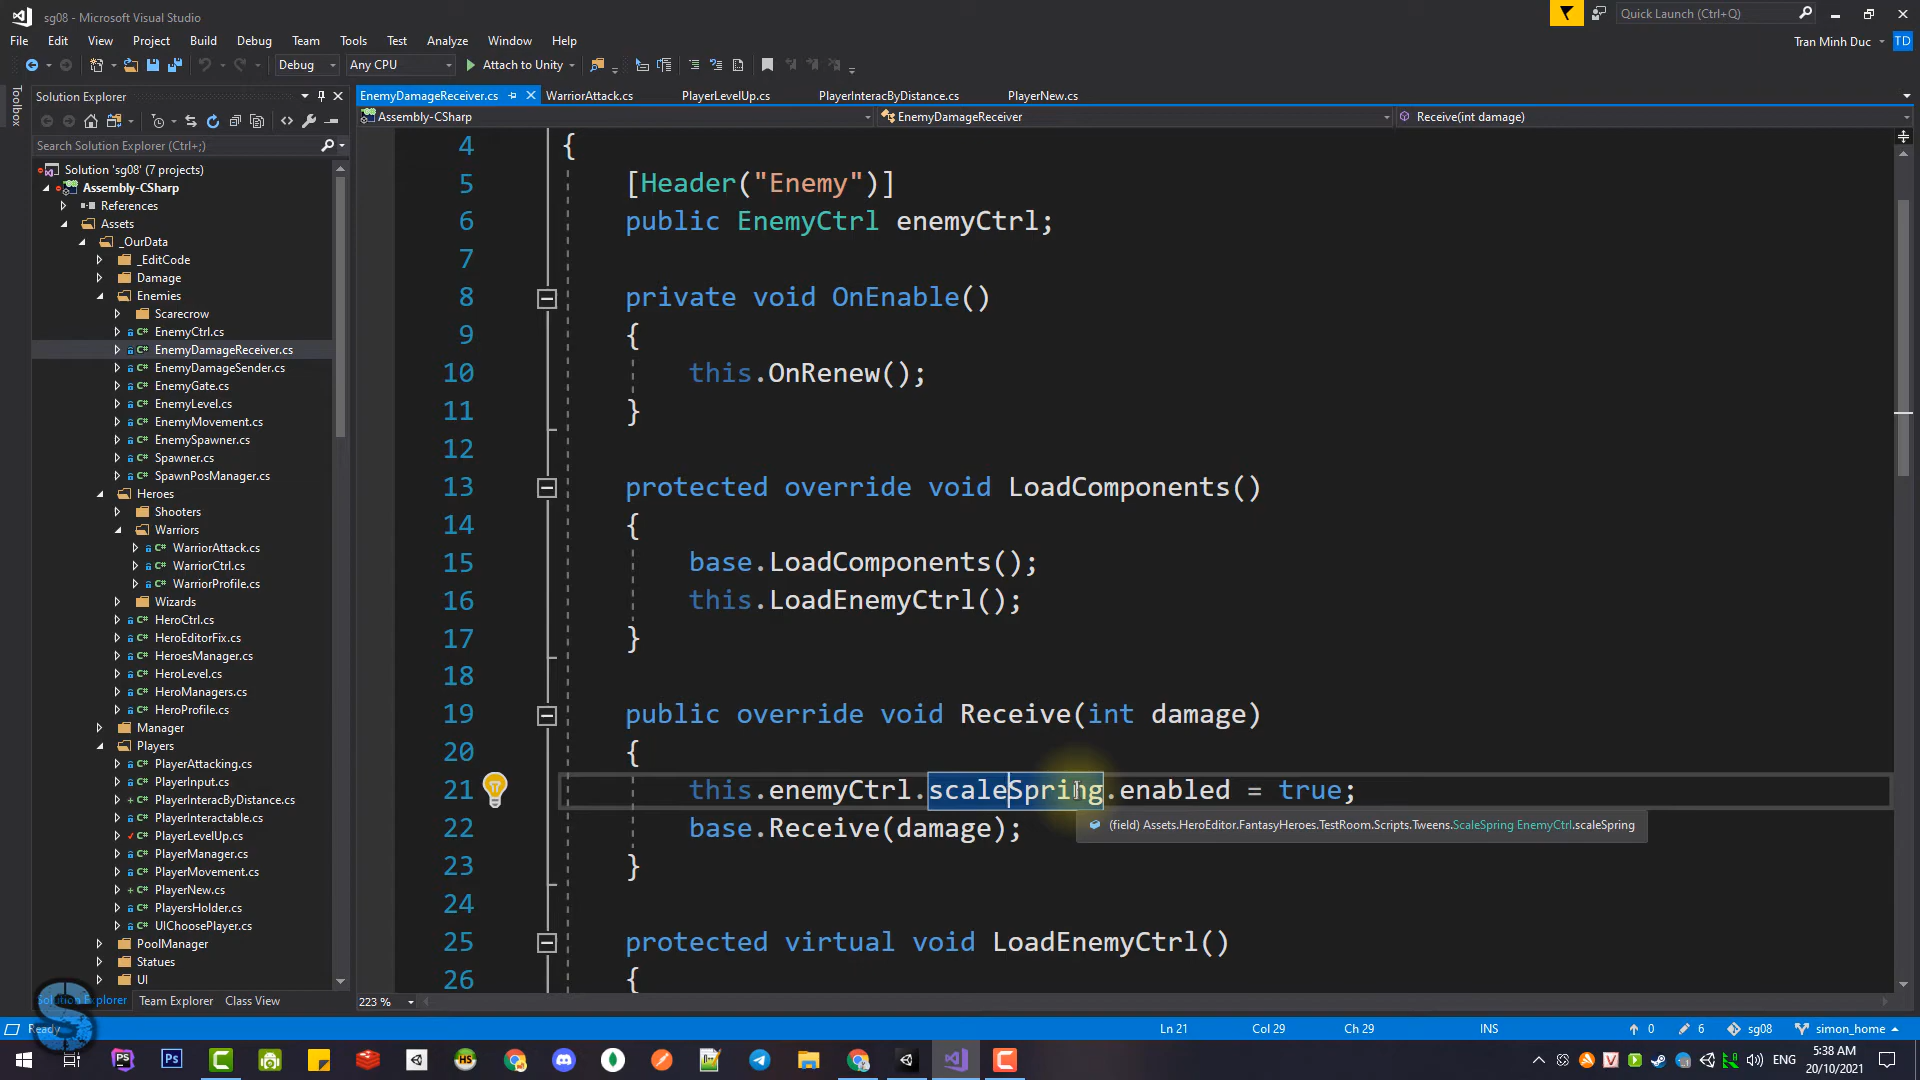 sg08 - Microsoft Visual Studio
Quick Launch (Ctrl+Q)
File Edit View Project Build Debug Team Tools Test Analyze Window Help
Tran Minh Duc TD
Debug Any CPU Attach to Unity
Toolbox
Solution Explorer
EnemyDamageReceiver.cs WarriorAttack.cs PlayerLevelUp.cs PlayerInteracByDistance.cs PlayerNew.cs
Assembly-CSharp EnemyDamageReceiver Receive(int damage)
Search Solution Explorer (Ctrl+;)
Solution 'sg08' (7 projects)
Assembly-CSharp
References
Assets
_OurData
_EditCode
Damage
Enemies
Scarecrow
EnemyCtrl.cs
EnemyDamageReceiver.cs
EnemyDamageSender.cs
EnemyGate.cs
EnemyLevel.cs
EnemyMovement.cs
EnemySpawner.cs
Spawner.cs
SpawnPosManager.cs
Heroes
Shooters
Warriors
WarriorAttack.cs
WarriorCtrl.cs
WarriorProfile.cs
Wizards
HeroCtrl.cs
HeroEditorFix.cs
HeroesManager.cs
HeroLevel.cs
HeroManagers.cs
HeroProfile.cs
Manager
Players
PlayerAttacking.cs
PlayerInput.cs
PlayerInteracByDistance.cs
PlayerInteractable.cs
PlayerLevelUp.cs
PlayerManager.cs
PlayerMovement.cs
PlayerNew.cs
PlayersHolder.cs
UIChoosePlayer.cs
PoolManager
Statues
UI
Solution Explorer Team Explorer Class View
4 {
5 [Header("Enemy")]
6 public EnemyCtrl enemyCtrl;
7
8 private void OnEnable()
9 {
10 this.OnRenew();
11 }
12
13 protected override void LoadComponents()
14 {
15 base.LoadComponents();
16 this.LoadEnemyCtrl();
17 }
18
19 public override void Receive(int damage)
20 {
21 this.enemyCtrl.scaleSpring.enabled = true;
22 base.Receive(damage);
(field) Assets.HeroEditor.FantasyHeroes.TestRoom.Scripts.Tweens.ScaleSpring EnemyCtrl.scaleSpring
23 }
24
25 protected virtual void LoadEnemyCtrl()
26 {
223 %
Ready Ln 21 Col 29 Ch 29 INS 0 6 sg08 simon_home
ENG 5:38 AM
20/10/2021